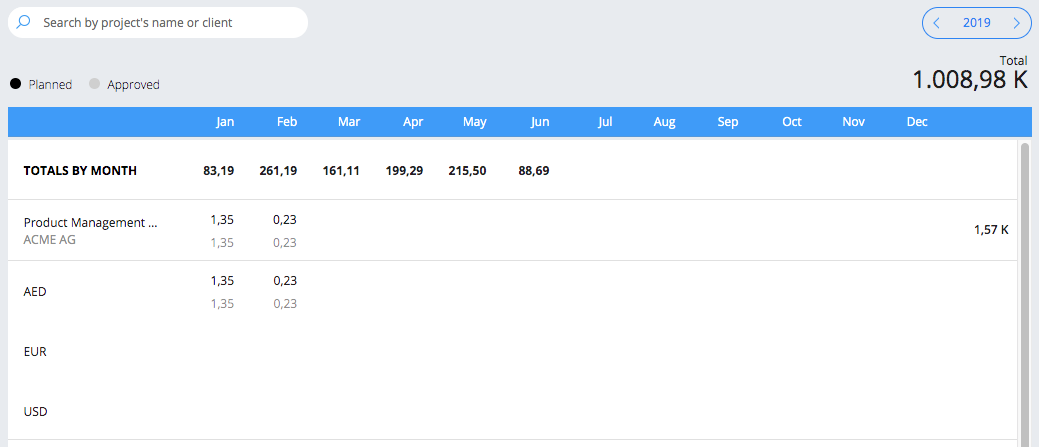 Search by project's name or client
2019
Total
1.008,98 K
Planned Approved
Jan Feb Mar Apr May Jun Jul Aug Sep Oct Nov Dec
TOTALS BY MONTH 83,19 261,19 161,11 199,29 215,50 88,69
Product Management ... 1,35 0,23
ACME AG 1,35 0,23 1,57 K
AED 1,35 0,23
1,35 0,23
EUR
USD